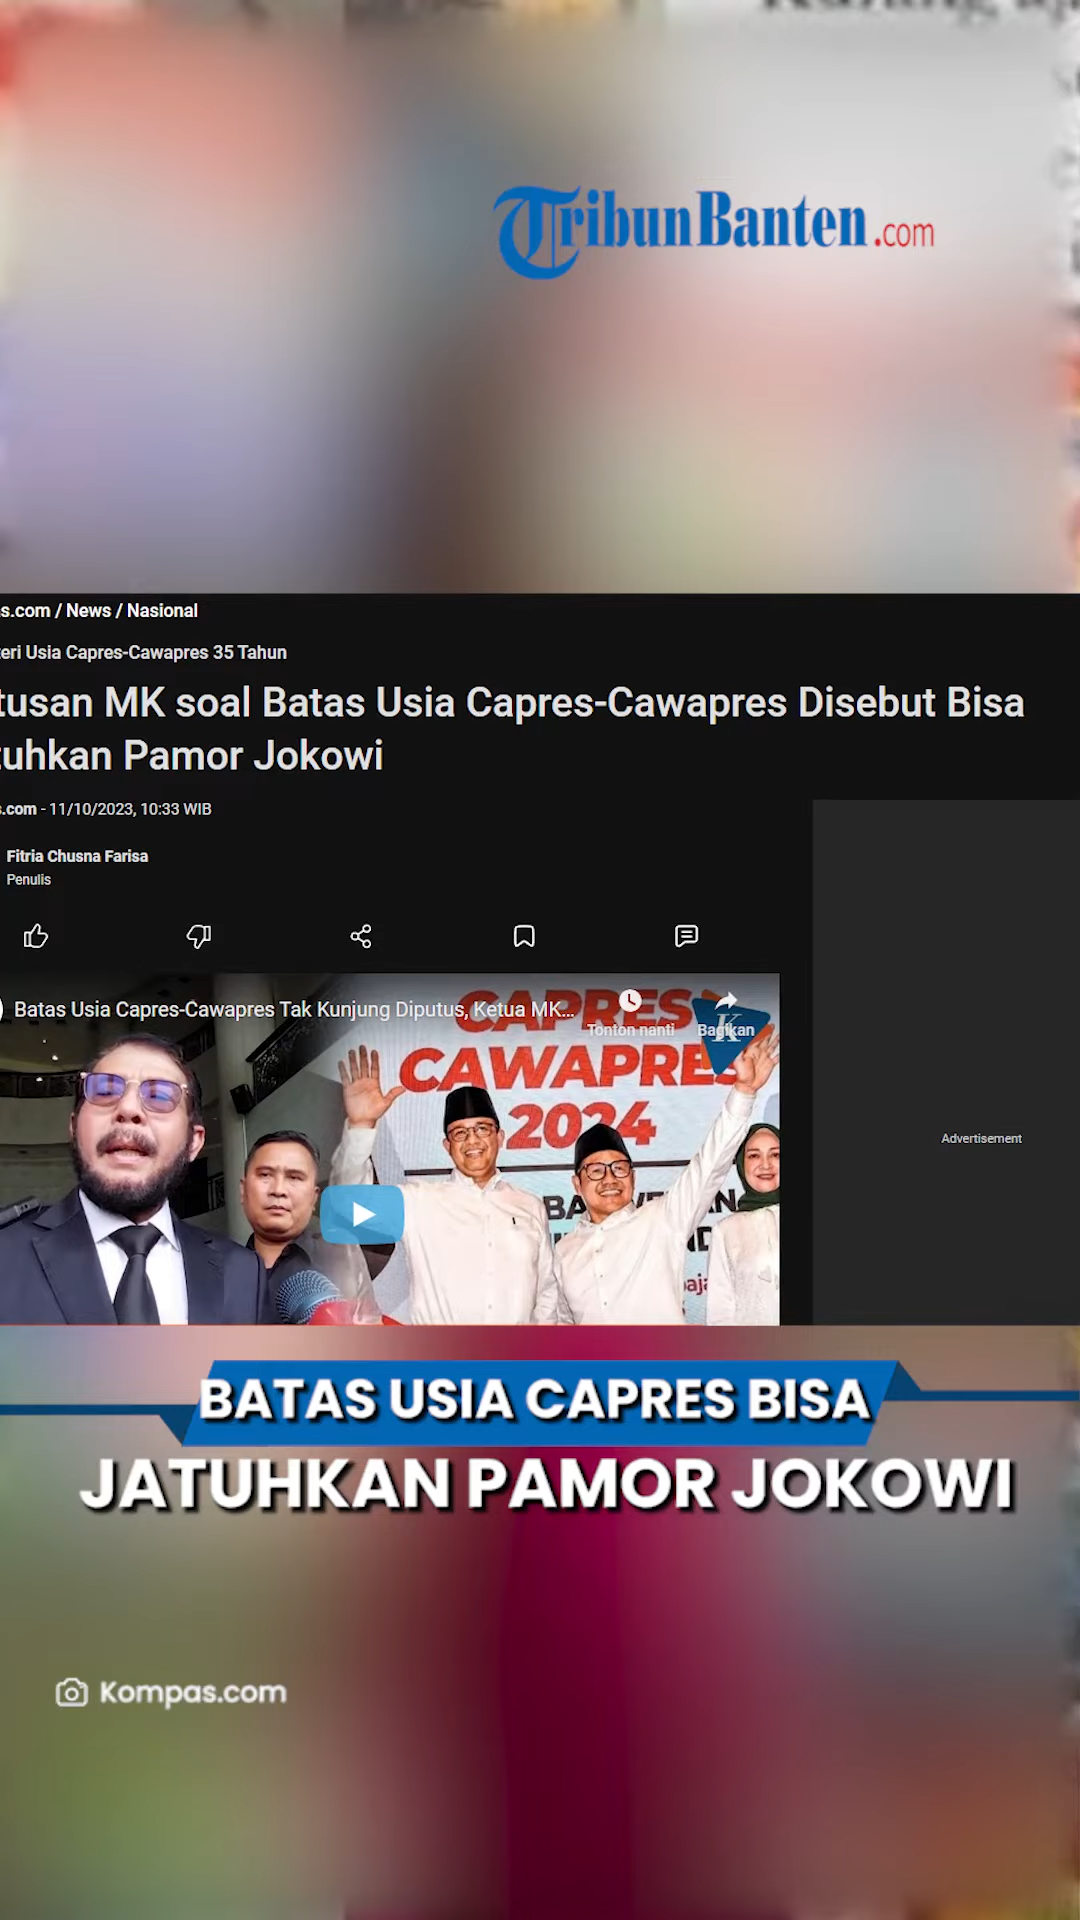 TribunBanten.com
s.com / News / Nasional
eri Usia Capres-Cawapres 35 Tahun
tusan MK soal Batas Usia Capres-Cawapres Disebut Bisa
tuhkan Pamor Jokowi
s.com - 11/10/2023, 10:33 WIB
Fitria Chusna Farisa
Penulis
Batas Usia Capres-Cawapres Tak Kunjung Diputus, Ketua MK...
Tonton nanti
Bagikan
K
CAPRES
CAWAPRES
2024
Advertisement
BATAS USIA CAPRES BISA
JATUHKAN PAMOR JOKOWI
Kompas.com